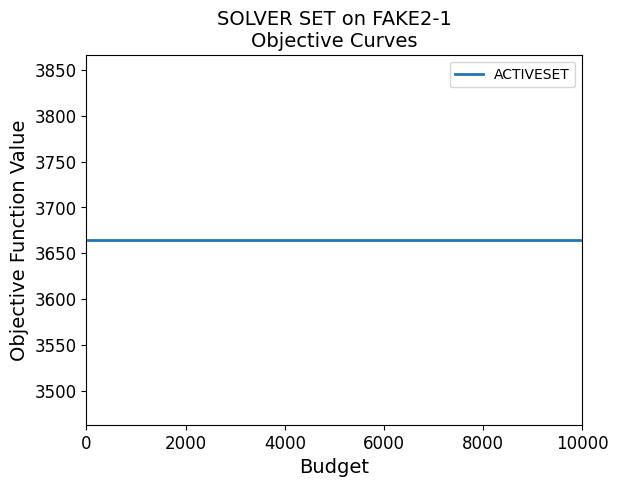 SOLVER SET on FAKE2-1
Objective Curves
ACTIVESET
Objective Function Value
3850
3800
3750
3700
3650
3600
3550
3500
0 2000 4000 6000 8000 10000
Budget